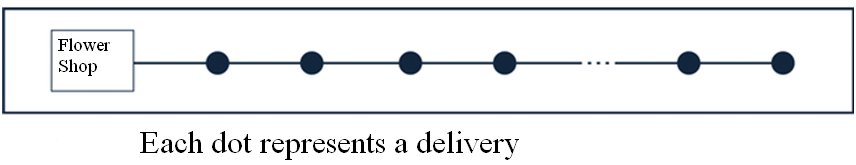 Flower
Shop
Each dot represents a delivery